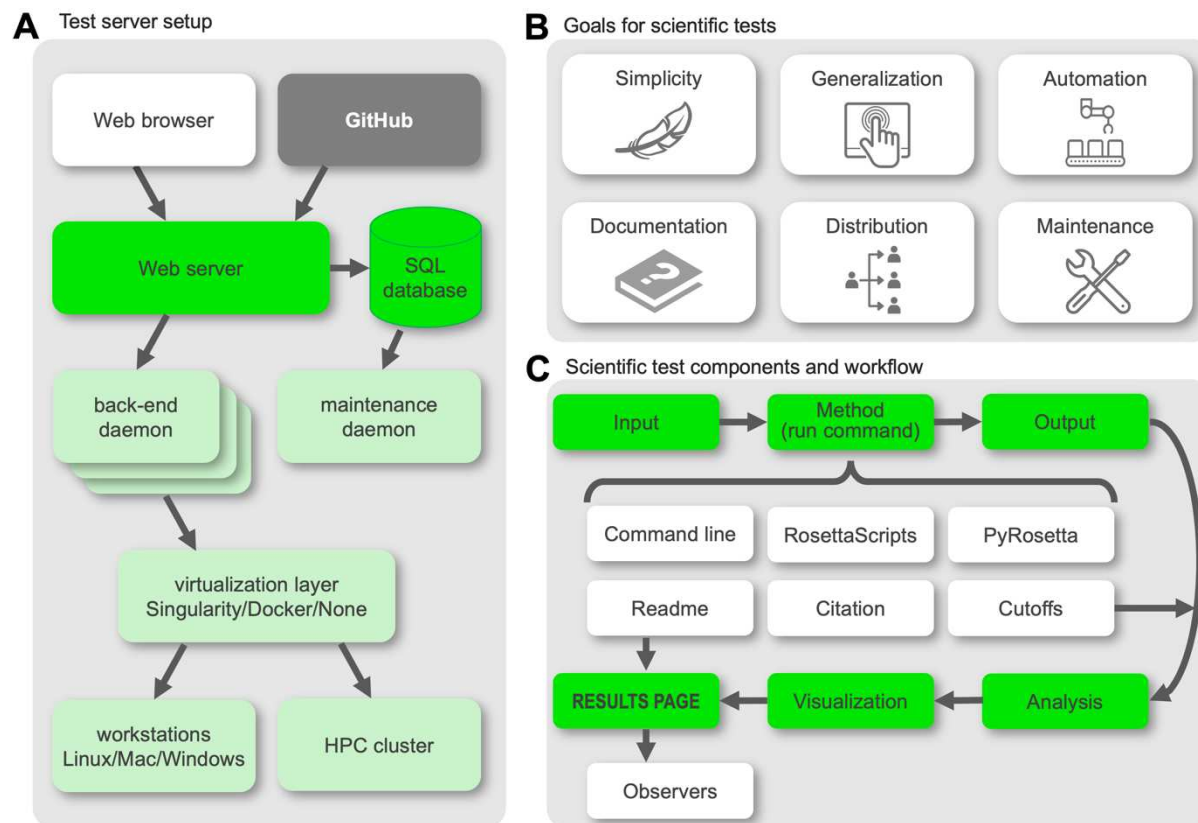 A Test server setup
Web browser
GitHub
Web server
SQL
database
back-end
daemon
maintenance
daemon
virtualization layer
Singularity/Docker/None
workstations
Linux/Mac/Windows
HPC cluster
B Goals for scientific tests
Simplicity
Generalization
Automation
Documentation
?
Distribution
Maintenance
C Scientific test components and workflow
Input
Method
(run command)
Output
Command line
RosettaScripts
PyRosetta
Readme
Citation
Cutoffs
RESULTS PAGE
Visualization
Analysis
Observers